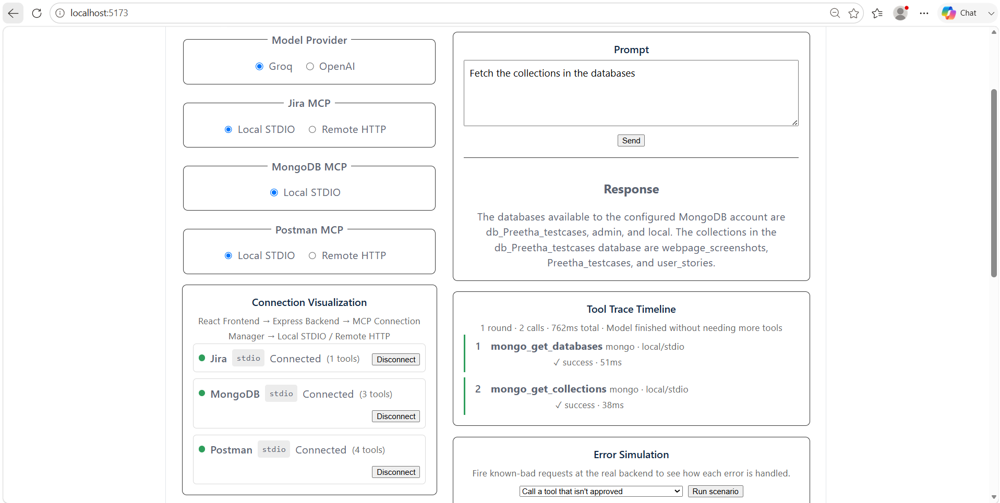 localhost:5173
Chat
Model Provider
Groq OpenAI
Jira MCP
Local STDIO Remote HTTP
MongoDB MCP
Local STDIO
Postman MCP
Local STDIO Remote HTTP
Connection Visualization
React Frontend → Express Backend → MCP Connection
Manager → Local STDIO / Remote HTTP
Jira stdio Connected (1 tools) Disconnect
MongoDB stdio Connected (3 tools)
Disconnect
Postman stdio Connected (4 tools)
Disconnect
Prompt
Fetch the collections in the databases
Send
Response
The databases available to the configured MongoDB account are
db_Preetha_testcases, admin, and local. The collections in the
db_Preetha_testcases database are webpage_screenshots,
Preetha_testcases, and user_stories.
Tool Trace Timeline
1 round · 2 calls · 762ms total · Model finished without needing more tools
1 mongo_get_databases mongo · local/stdio
✓ success · 51ms
2 mongo_get_collections mongo · local/stdio
✓ success · 38ms
Error Simulation
Fire known-bad requests at the real backend to see how each error is handled.
Call a tool that isn't approved Run scenario